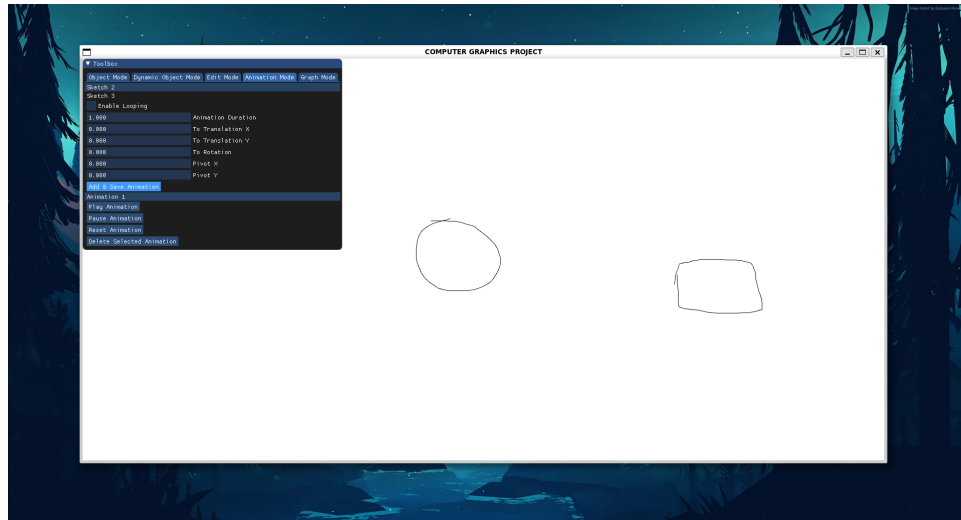 COMPUTER GRAPHICS PROJECT
Toolbox
Object Mode Dynamic Object Mode Edit Mode Animation Mode Graph Mode
Sketch 2
Sketch 3
Enable Looping
1.000 Animation Duration
0.000 To Translation X
0.000 To Translation Y
0.000 To Rotation
0.000 Pivot X
0.000 Pivot Y
Add & Save Animation
Animation 1
Play Animation
Pause Animation
Reset Animation
Delete Selected Animation